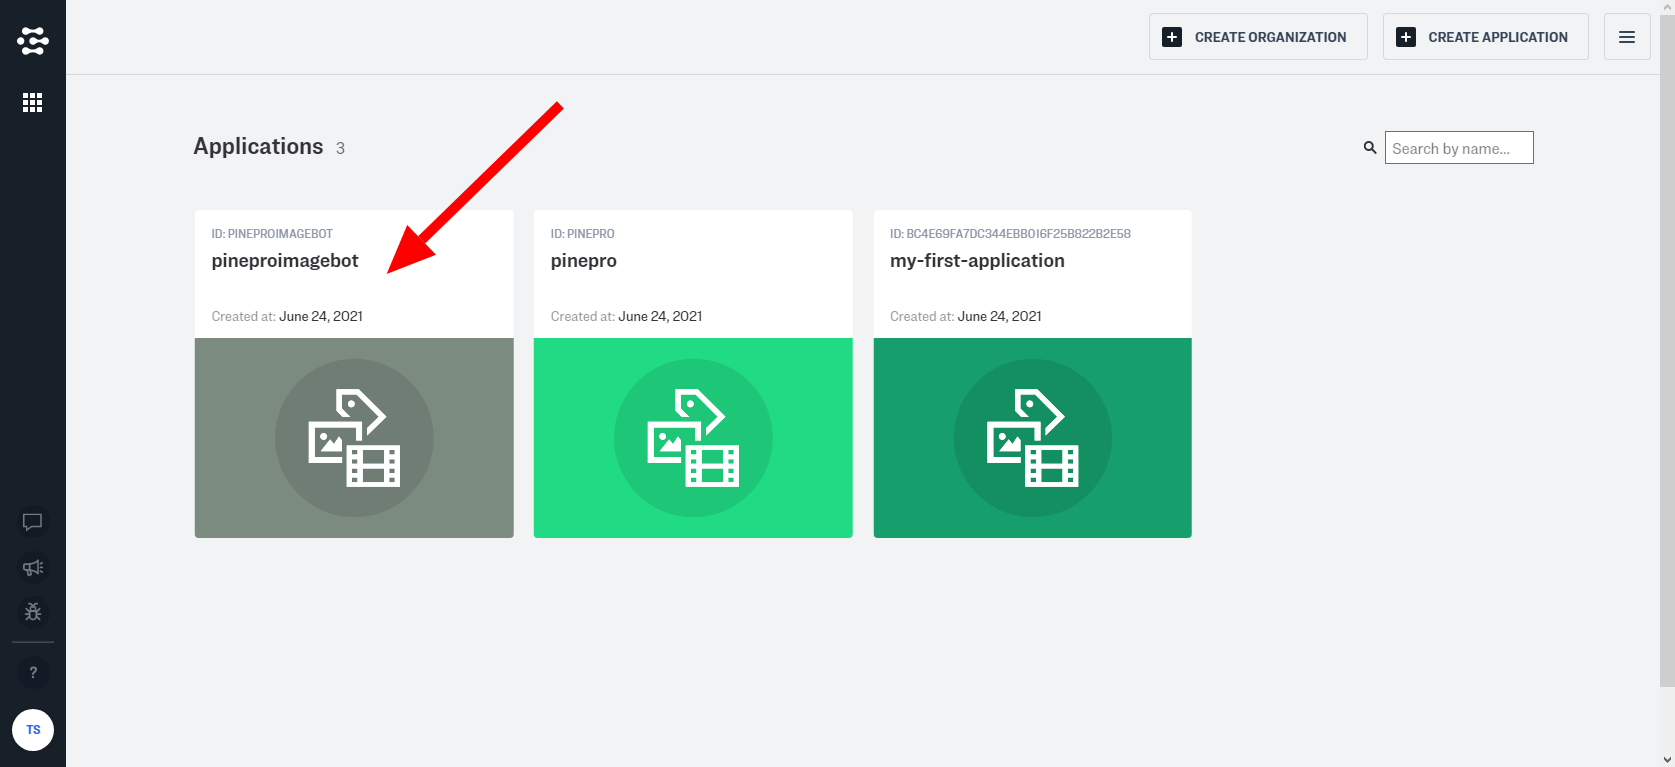 CREATE ORGANIZATION
CREATE APPLICATION
Applications 3
Search by name...
ID: PINEPROIMAGEBOT
pineproimagebot
Created at: June 24, 2021
ID: PINEPRO
pinepro
Created at: June 24, 2021
ID: BC4E69FA7DC344EBB016F25B822B2E58
my-first-application
Created at: June 24, 2021
?
TS